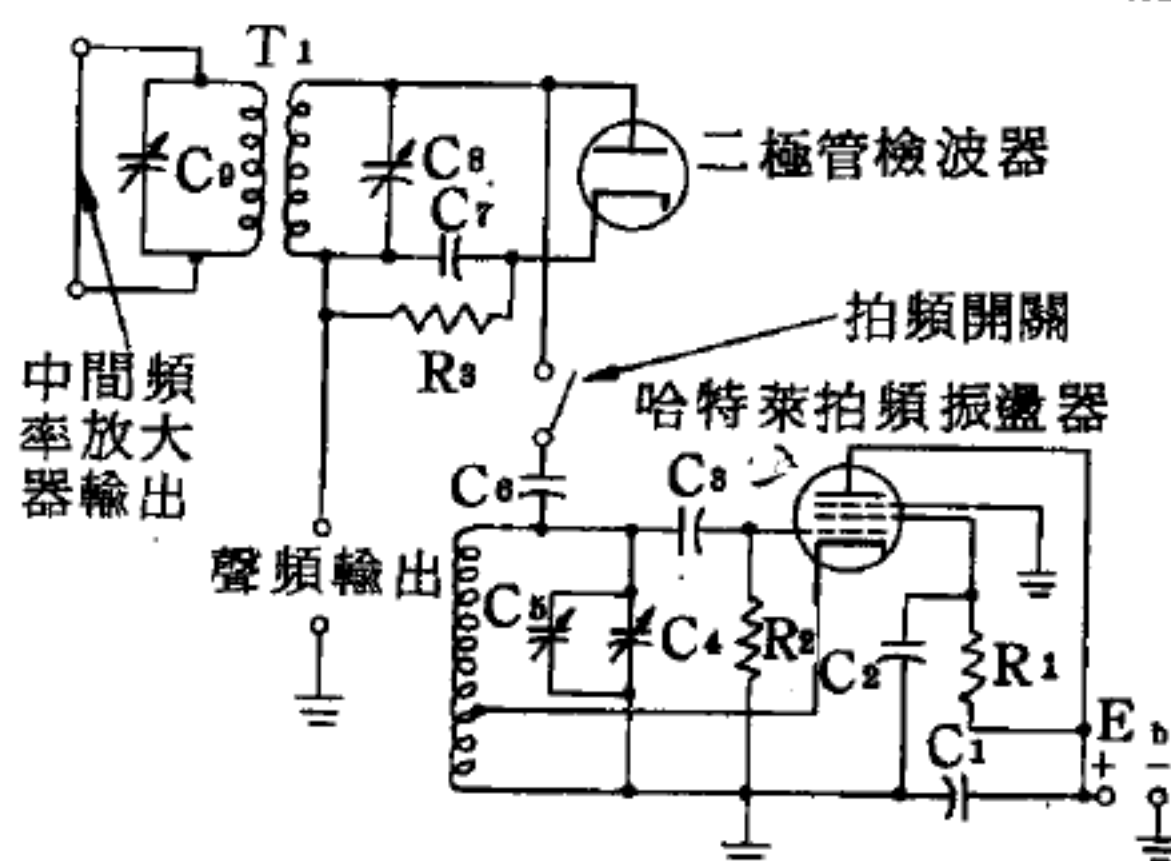 T1
C9
C8
二極管檢波器
C7
拍頻開關
R3
中間頻
率放大
器輸出
哈特萊拍頻振盪器
C6
C3
聲頻輸出
C5
C4
R2
C2
R1
C1
Eb
+ -